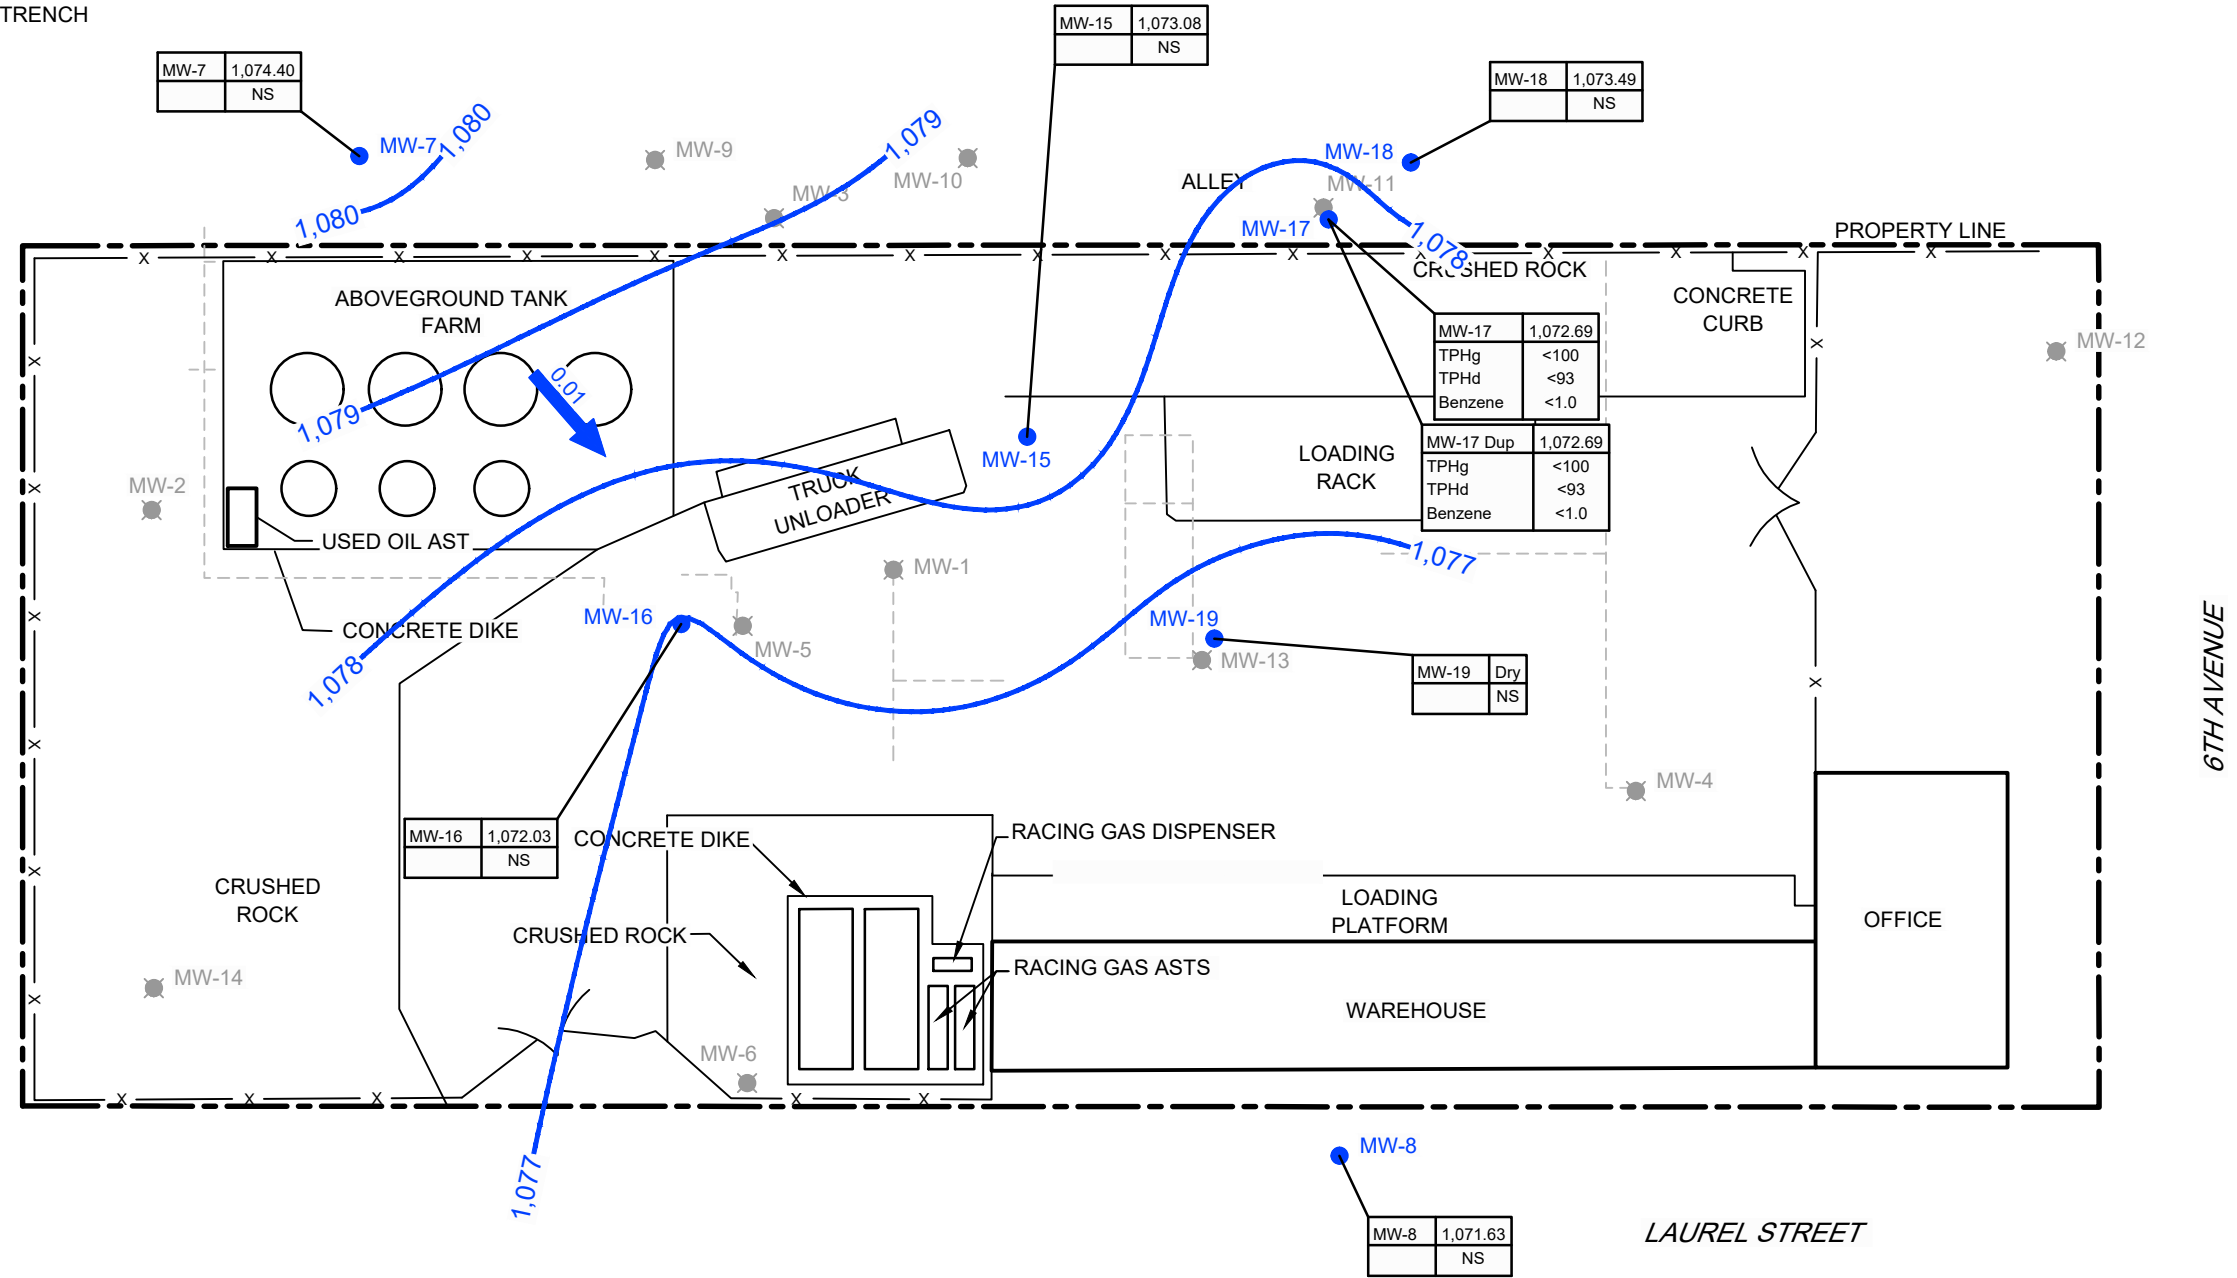 TRENCH
MW-15 1,073.08
NS
MW-7 1,074.40
NS
MW-18 1,073.49
NS
1,080
MW-7
1,080
MW-9
MW-3
1,079
MW-10
MW-18
ALLEY
MW-11
MW-17
1,078
PROPERTY LINE
CRUSHED ROCK
CONCRETE
CURB
ABOVEGROUND TANK
FARM
MW-17 1,072.69
TPHg <100
TPHd <93
Benzene <1.0
MW-12
0.01
1,079
MW-17 Dup 1,072.69
TPHg <100
TPHd <93
Benzene <1.0
MW-15
LOADING
RACK
TRUCK
UNLOADER
MW-2
USED OIL AST
1,077
MW-1
CONCRETE DIKE
MW-16
MW-5
MW-19
MW-13
1,078
MW-19 Dry
NS
6TH AVENUE
MW-4
MW-16 1,072.03
NS
CONCRETE DIKE
RACING GAS DISPENSER
CRUSHED
ROCK
LOADING
PLATFORM
OFFICE
CRUSHED ROCK
RACING GAS ASTS
MW-14
WAREHOUSE
MW-6
1,077
MW-8
MW-8 1,071.63
NS
LAUREL STREET
X X X X X X X X X X X X X X X
X X X X X X
X X
X X X X X